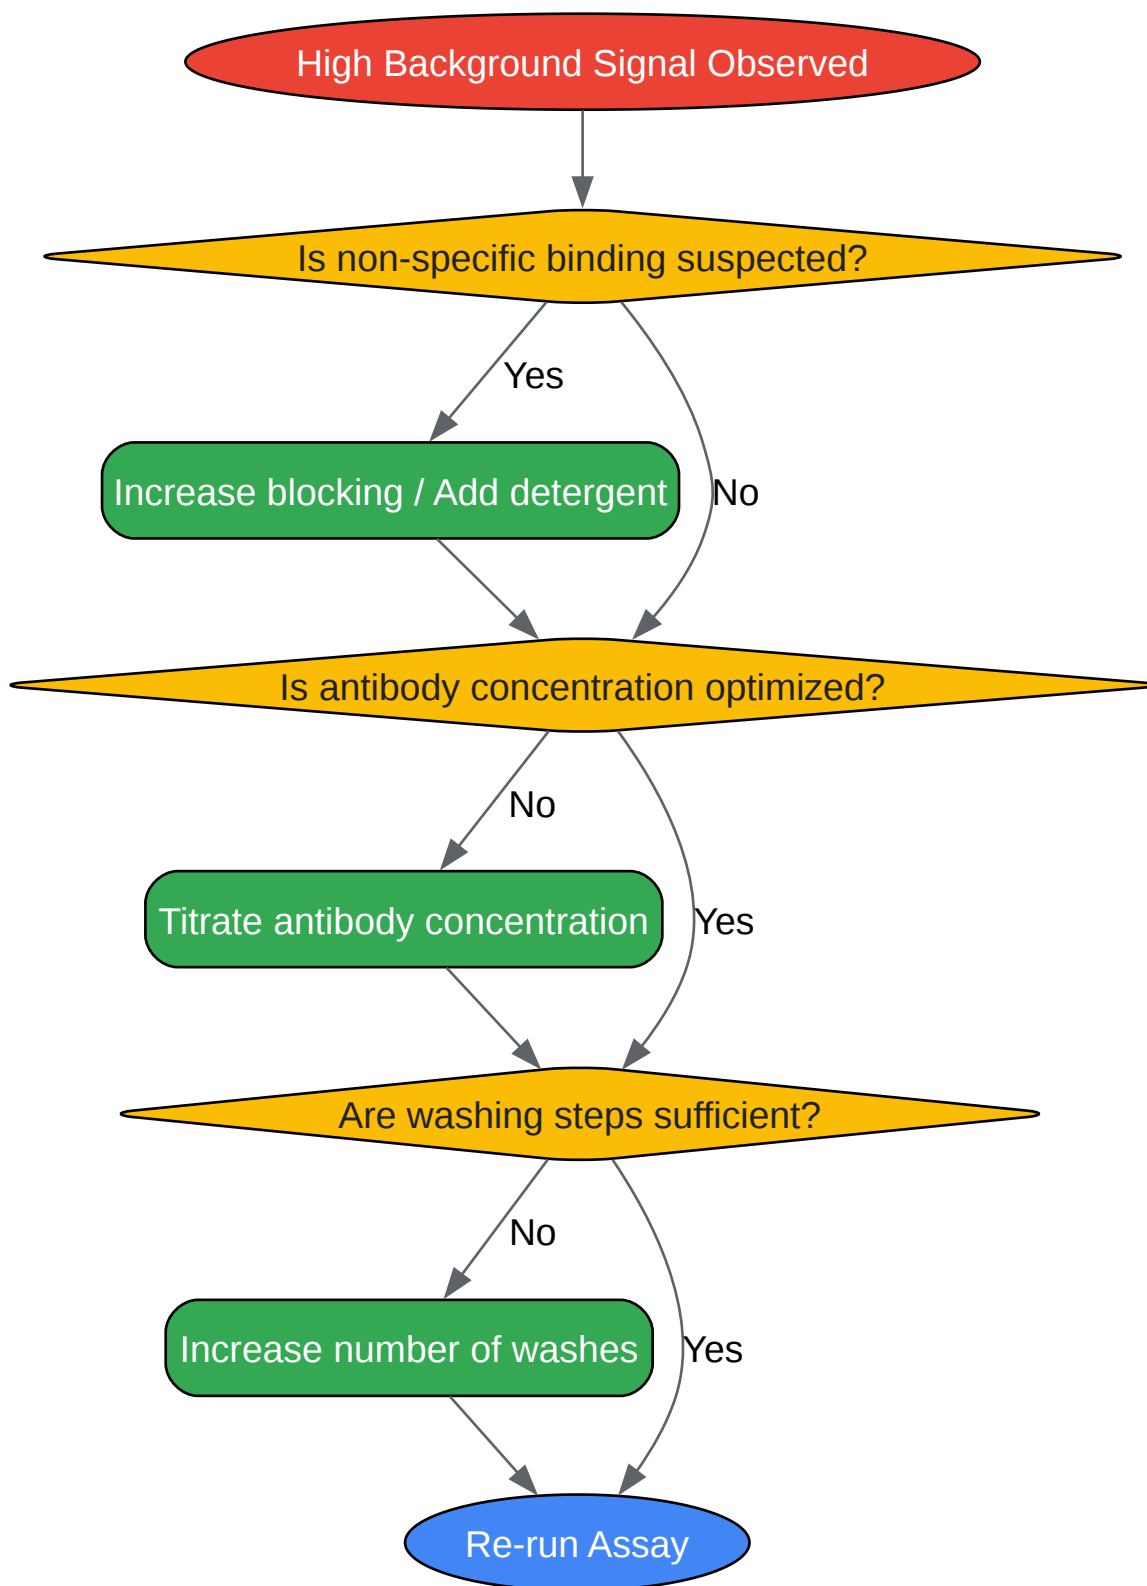 High Background Signal Observed
Is non-specific binding suspected?
Yes
Increase blocking / Add detergent
No
Is antibody concentration optimized?
No
Titrate antibody concentration
Yes
Are washing steps sufficient?
No
Increase number of washes
Yes
Re-run Assay